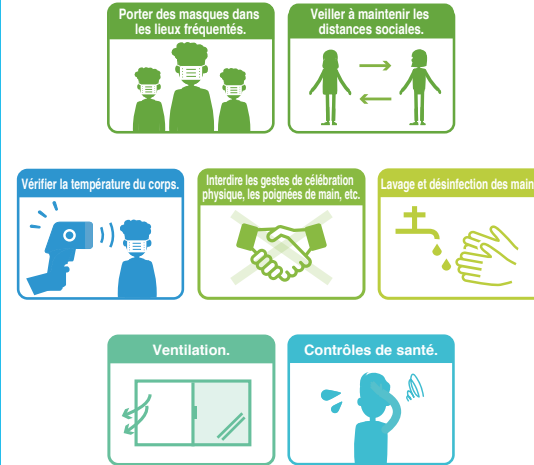 Porter des masques dans
les lieux fréquentés.
Veiller à maintenir les
distances sociales.
Vérifier la température du corps.
Interdire les gestes de célébration
physique, les poignées de main, etc.
Lavage et désinfection des main
Ventilation.
Contrôles de santé.